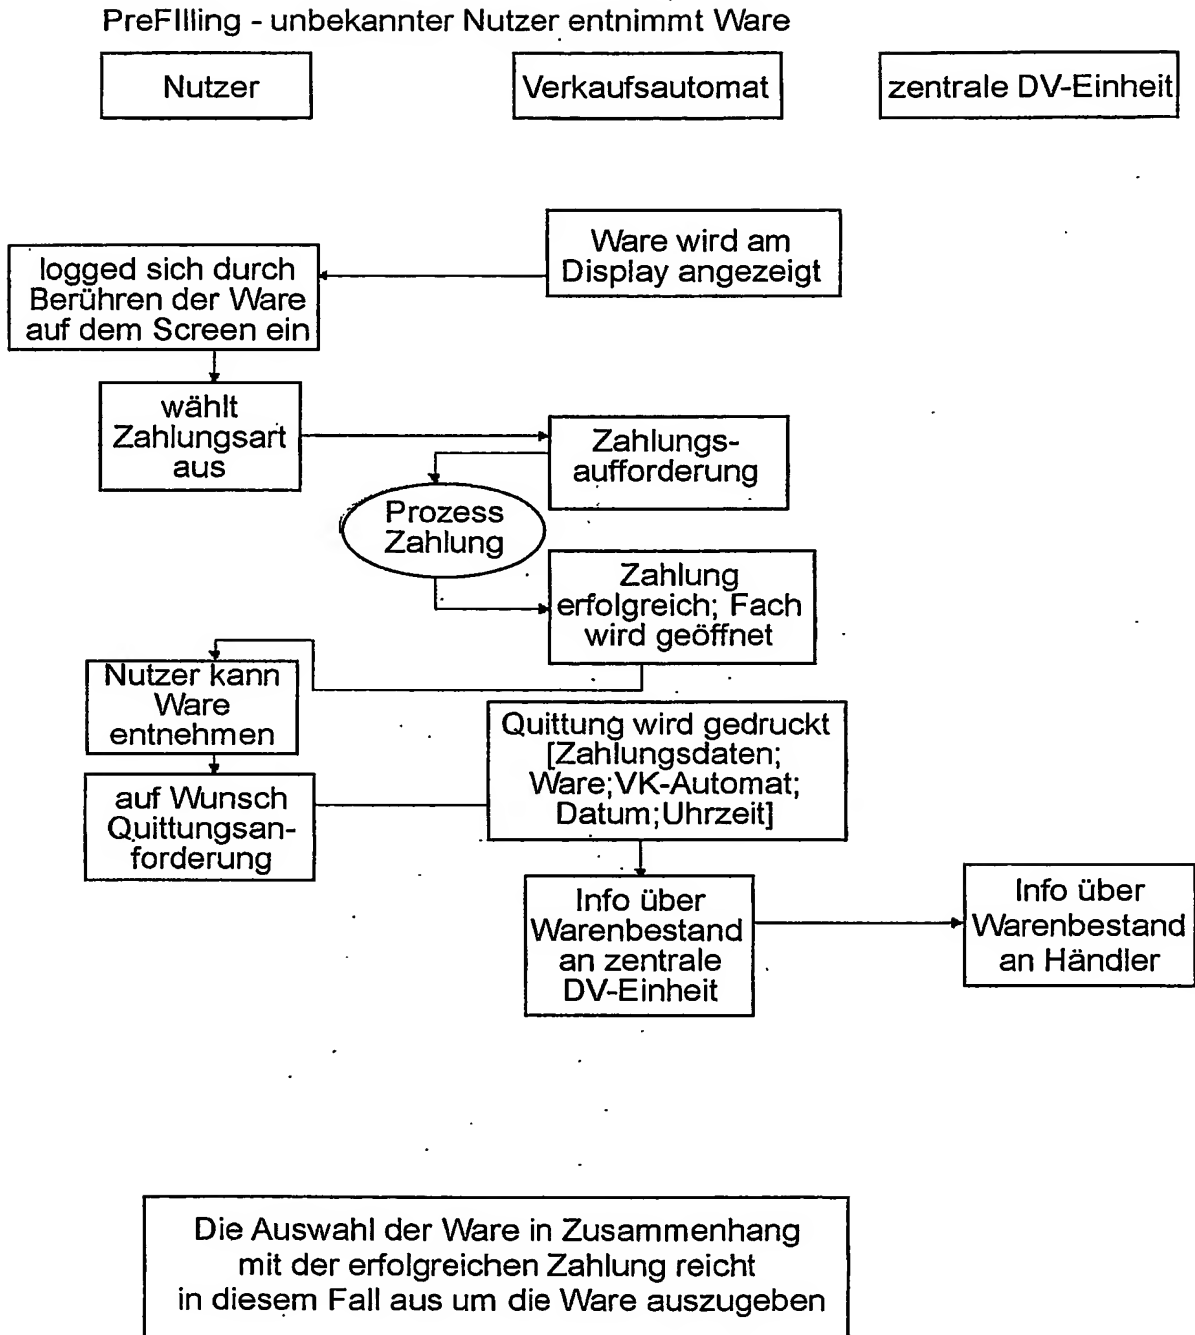 PreFIlling - unbekannter Nutzer entnimmt Ware
Nutzer
Verkaufsautomat
zentrale DV-Einheit
Ware wird am
Display angezeigt
logged sich durch
Berühren der Ware
auf dem Screen ein
wählt
Zahlungsart
aus
Zahlungs-
aufforderung
Prozess
Zahlung
Zahlung
erfolgreich; Fach
wird geöffnet
Nutzer kann
Ware
entnehmen
Quittung wird gedruckt
[Zahlungsdaten;
Ware;VK-Automat;
Datum;Uhrzeit]
auf Wunsch
Quittungsan-
forderung
Info über
Warenbestand
an zentrale
DV-Einheit
Info über
Warenbestand
an Händler
Die Auswahl der Ware in Zusammenhang
mit der erfolgreichen Zahlung reicht
in diesem Fall aus um die Ware auszugeben